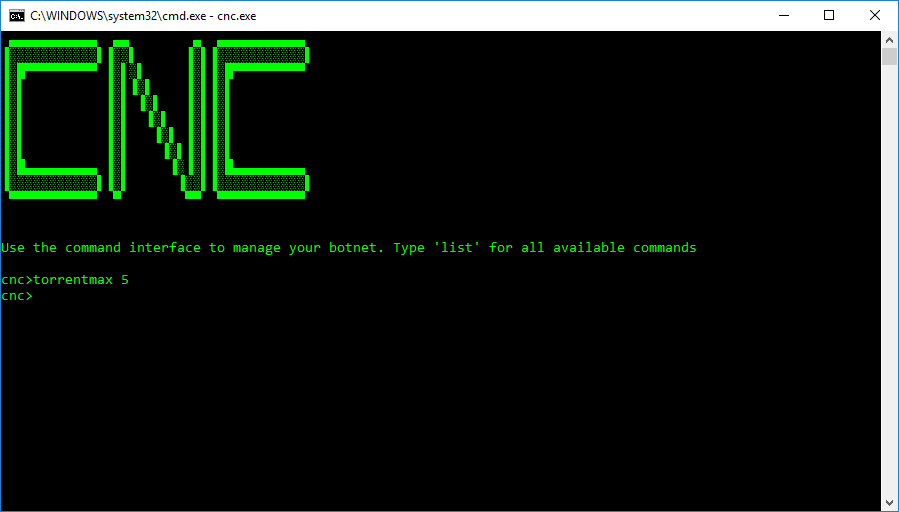 C:\WINDOWS\system32\cmd.exe - cnc.exe
CNC
Use the command interface to manage your botnet. Type 'list' for all available commands
cnc>torrentmax 5
cnc>